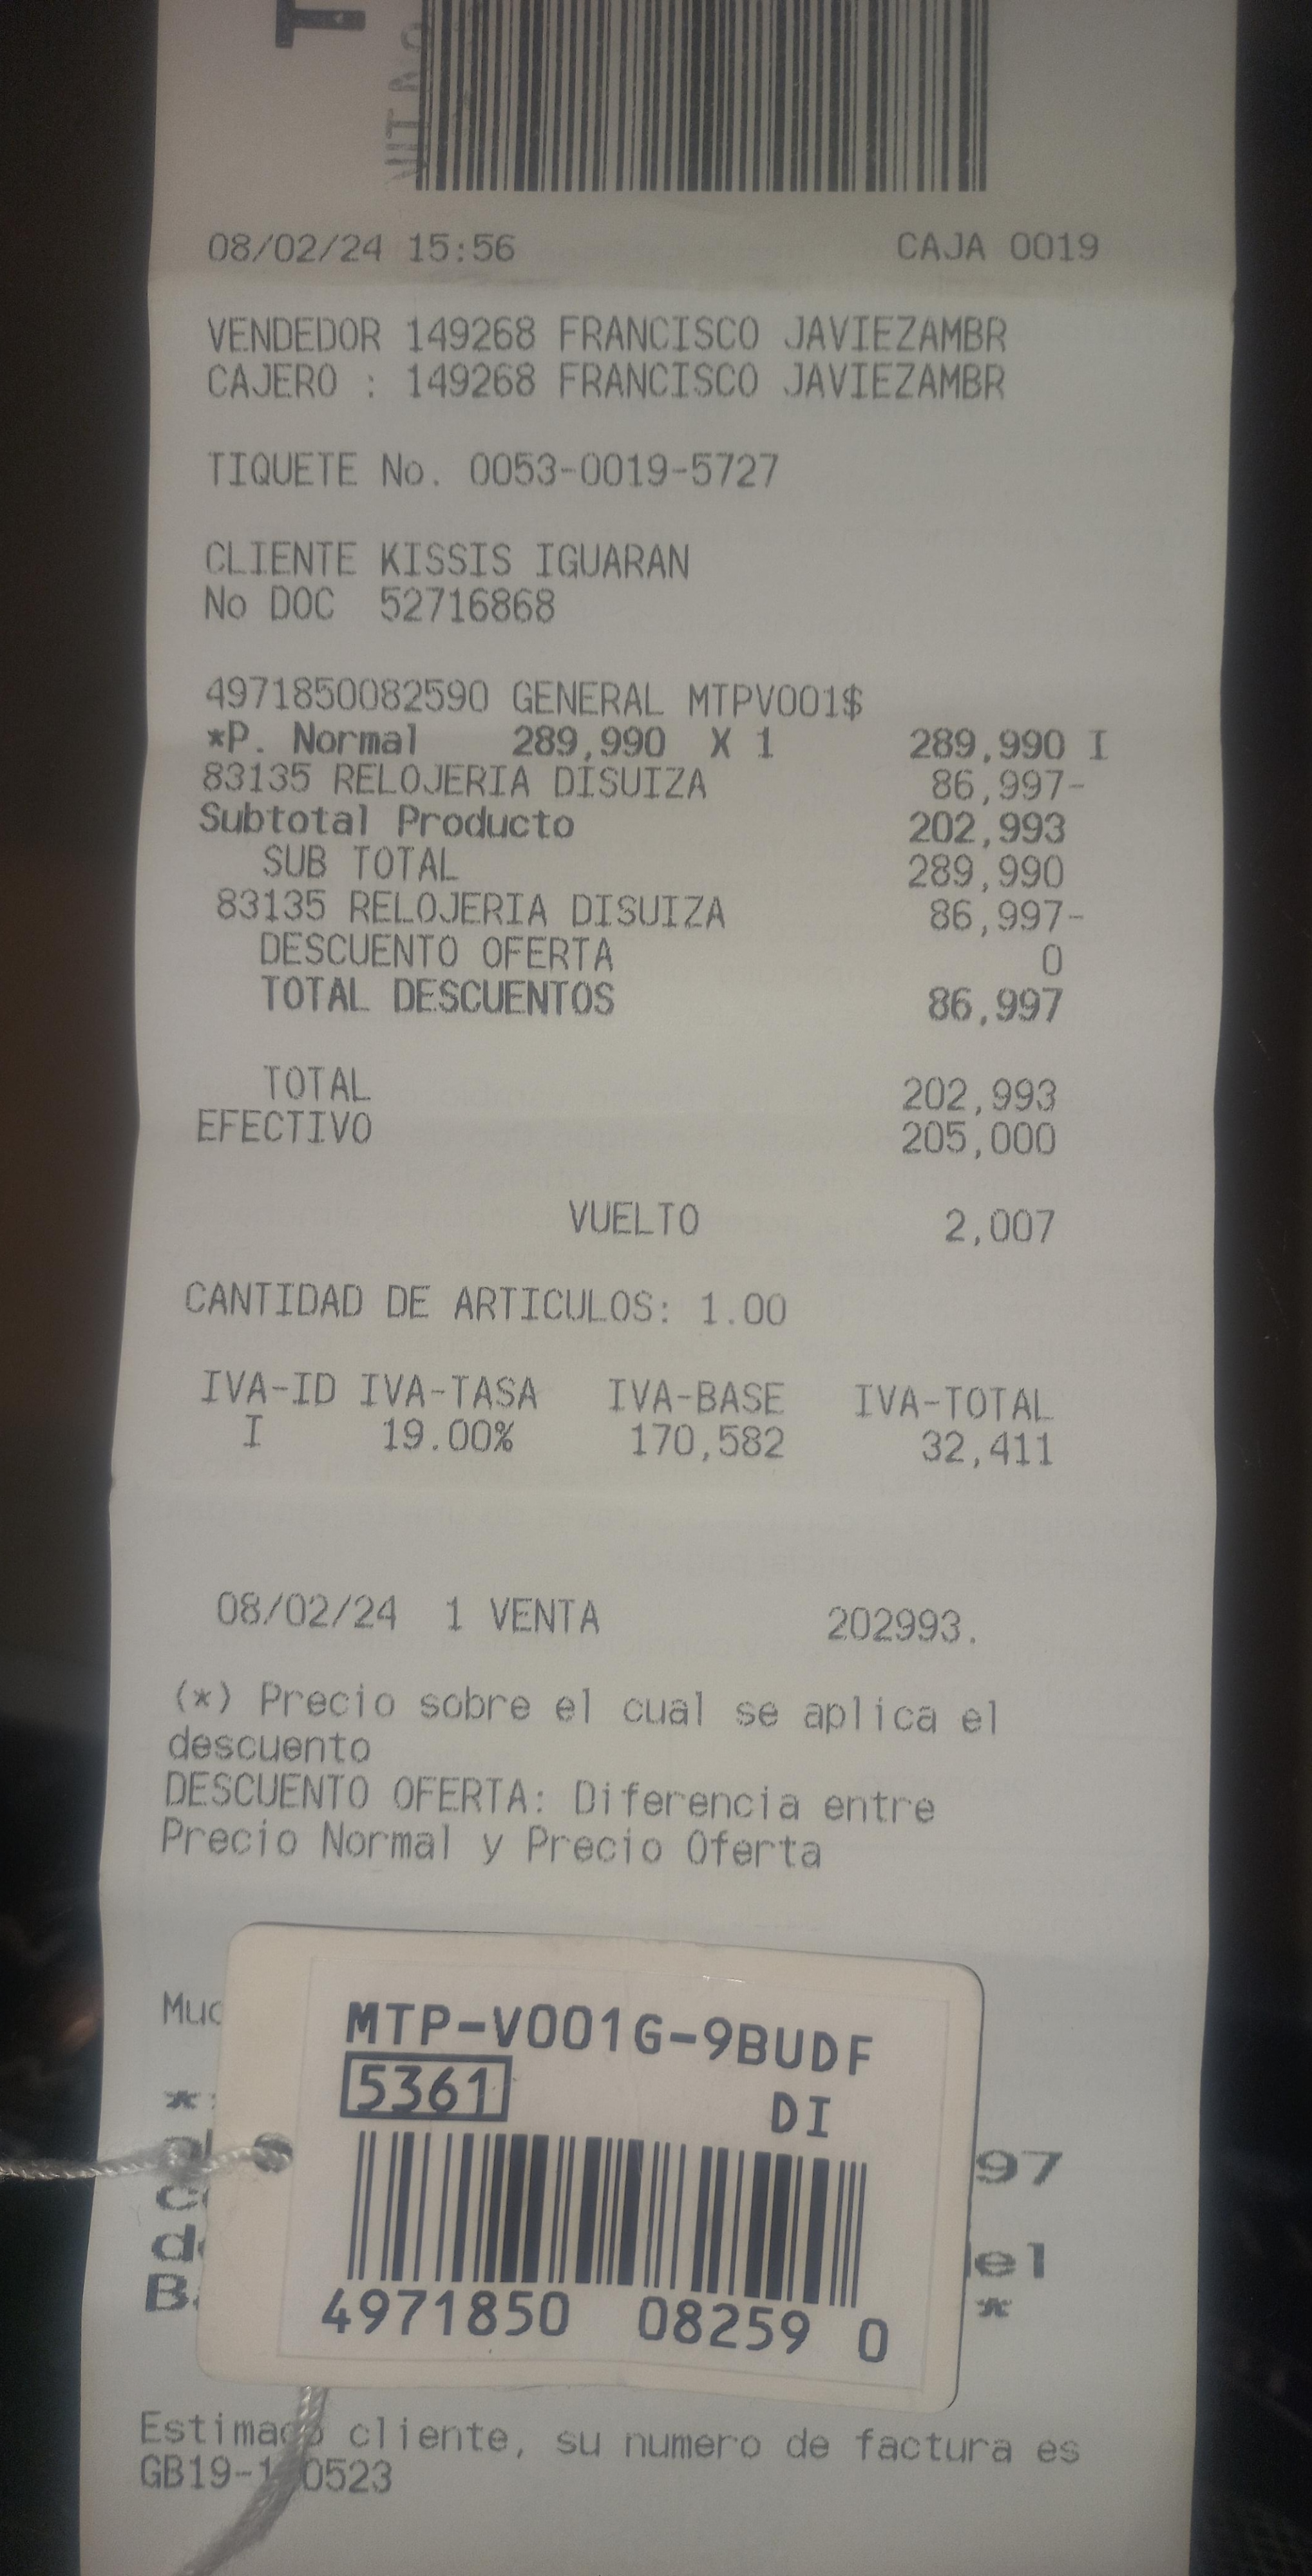 08/02/24 15:56 CAJA 0019
VENDEDOR 149268 FRANCISCO JAVIEZAMBR
CAJERO : 149268 FRANCISCO JAVIEZAMBR
TIQUETE No. 0053-0019-5727
CLIENTE KISSIS IGUARAN
No DOC 52716868
4971850082590 GENERAL MTPV001$
*P. Normal 289,990 X 1 289,990 I
83135 RELOJERIA DISUIZA 86,997-
Subtotal Producto 202,993
SUB TOTAL 289,990
83135 RELOJERIA DISUIZA 86,997-
DESCUENTO OFERTA 0
TOTAL DESCUENTOS 86,997
TOTAL 202,993
EFECTIVO 205,000
VUELTO 2,007
CANTIDAD DE ARTICULOS: 1.00
IVA-ID IVA-TASA IVA-BASE IVA-TOTAL
I 19.00% 170,582 32,411
08/02/24 1 VENTA 202993.
(*) Precio sobre el cual se aplica el
descuento
DESCUENTO OFERTA: Diferencia entre
Precio Normal y Precio Oferta
MTP-V001G-9BUDF
5361 DI
97
4971850 08259 0
Estimado cliente, su numero de factura es